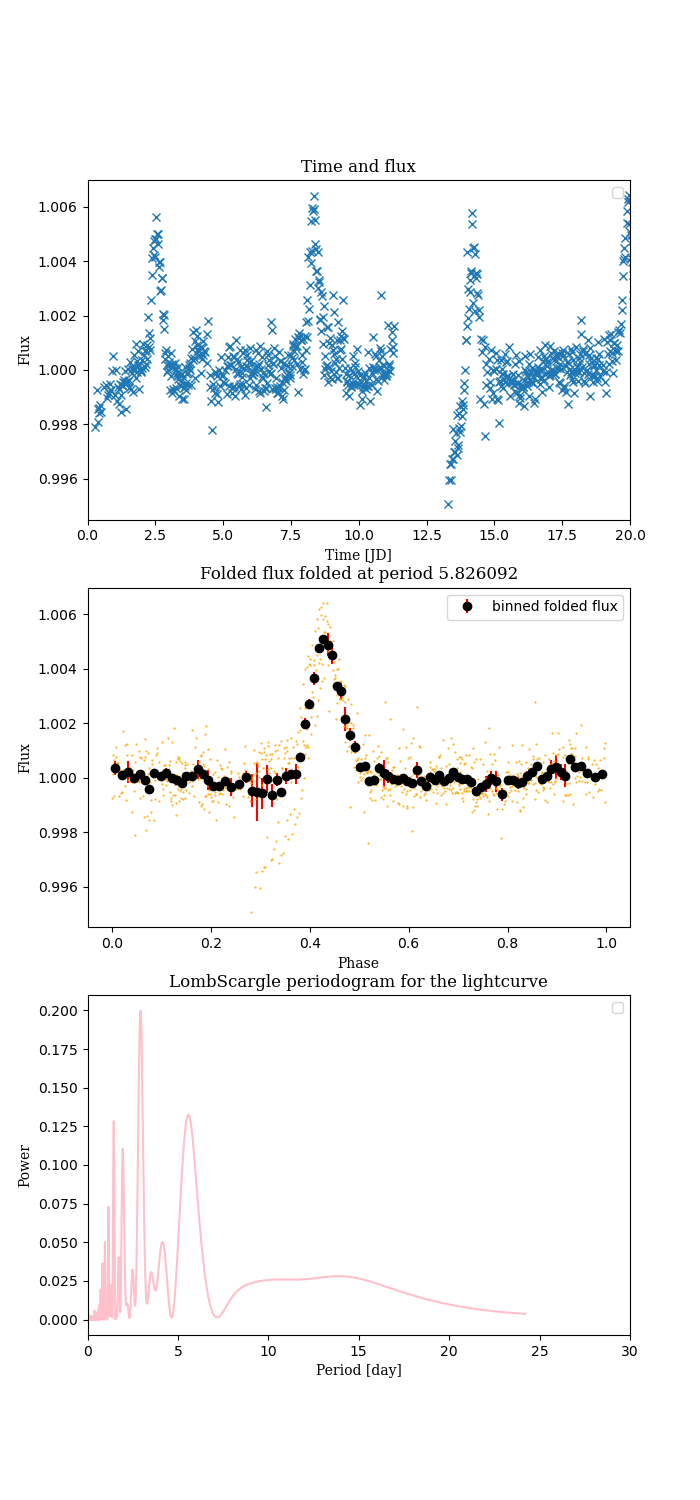 Time and flux
1.006
1.004
1.002
1.000
0.998
0.996
Flux
0.0 2.5 5.0 7.5 10.0 12.5 15.0 17.5 20.0
Time [JD]
Folded flux folded at period 5.826092
binned folded flux
1.006
1.004
1.002
1.000
0.998
0.996
Flux
0.0 0.2 0.4 0.6 0.8 1.0
Phase
LombScargle periodogram for the lightcurve
0.200
0.175
0.150
0.125
0.100
0.075
0.050
0.025
0.000
Power
0 5 10 15 20 25 30
Period [day]